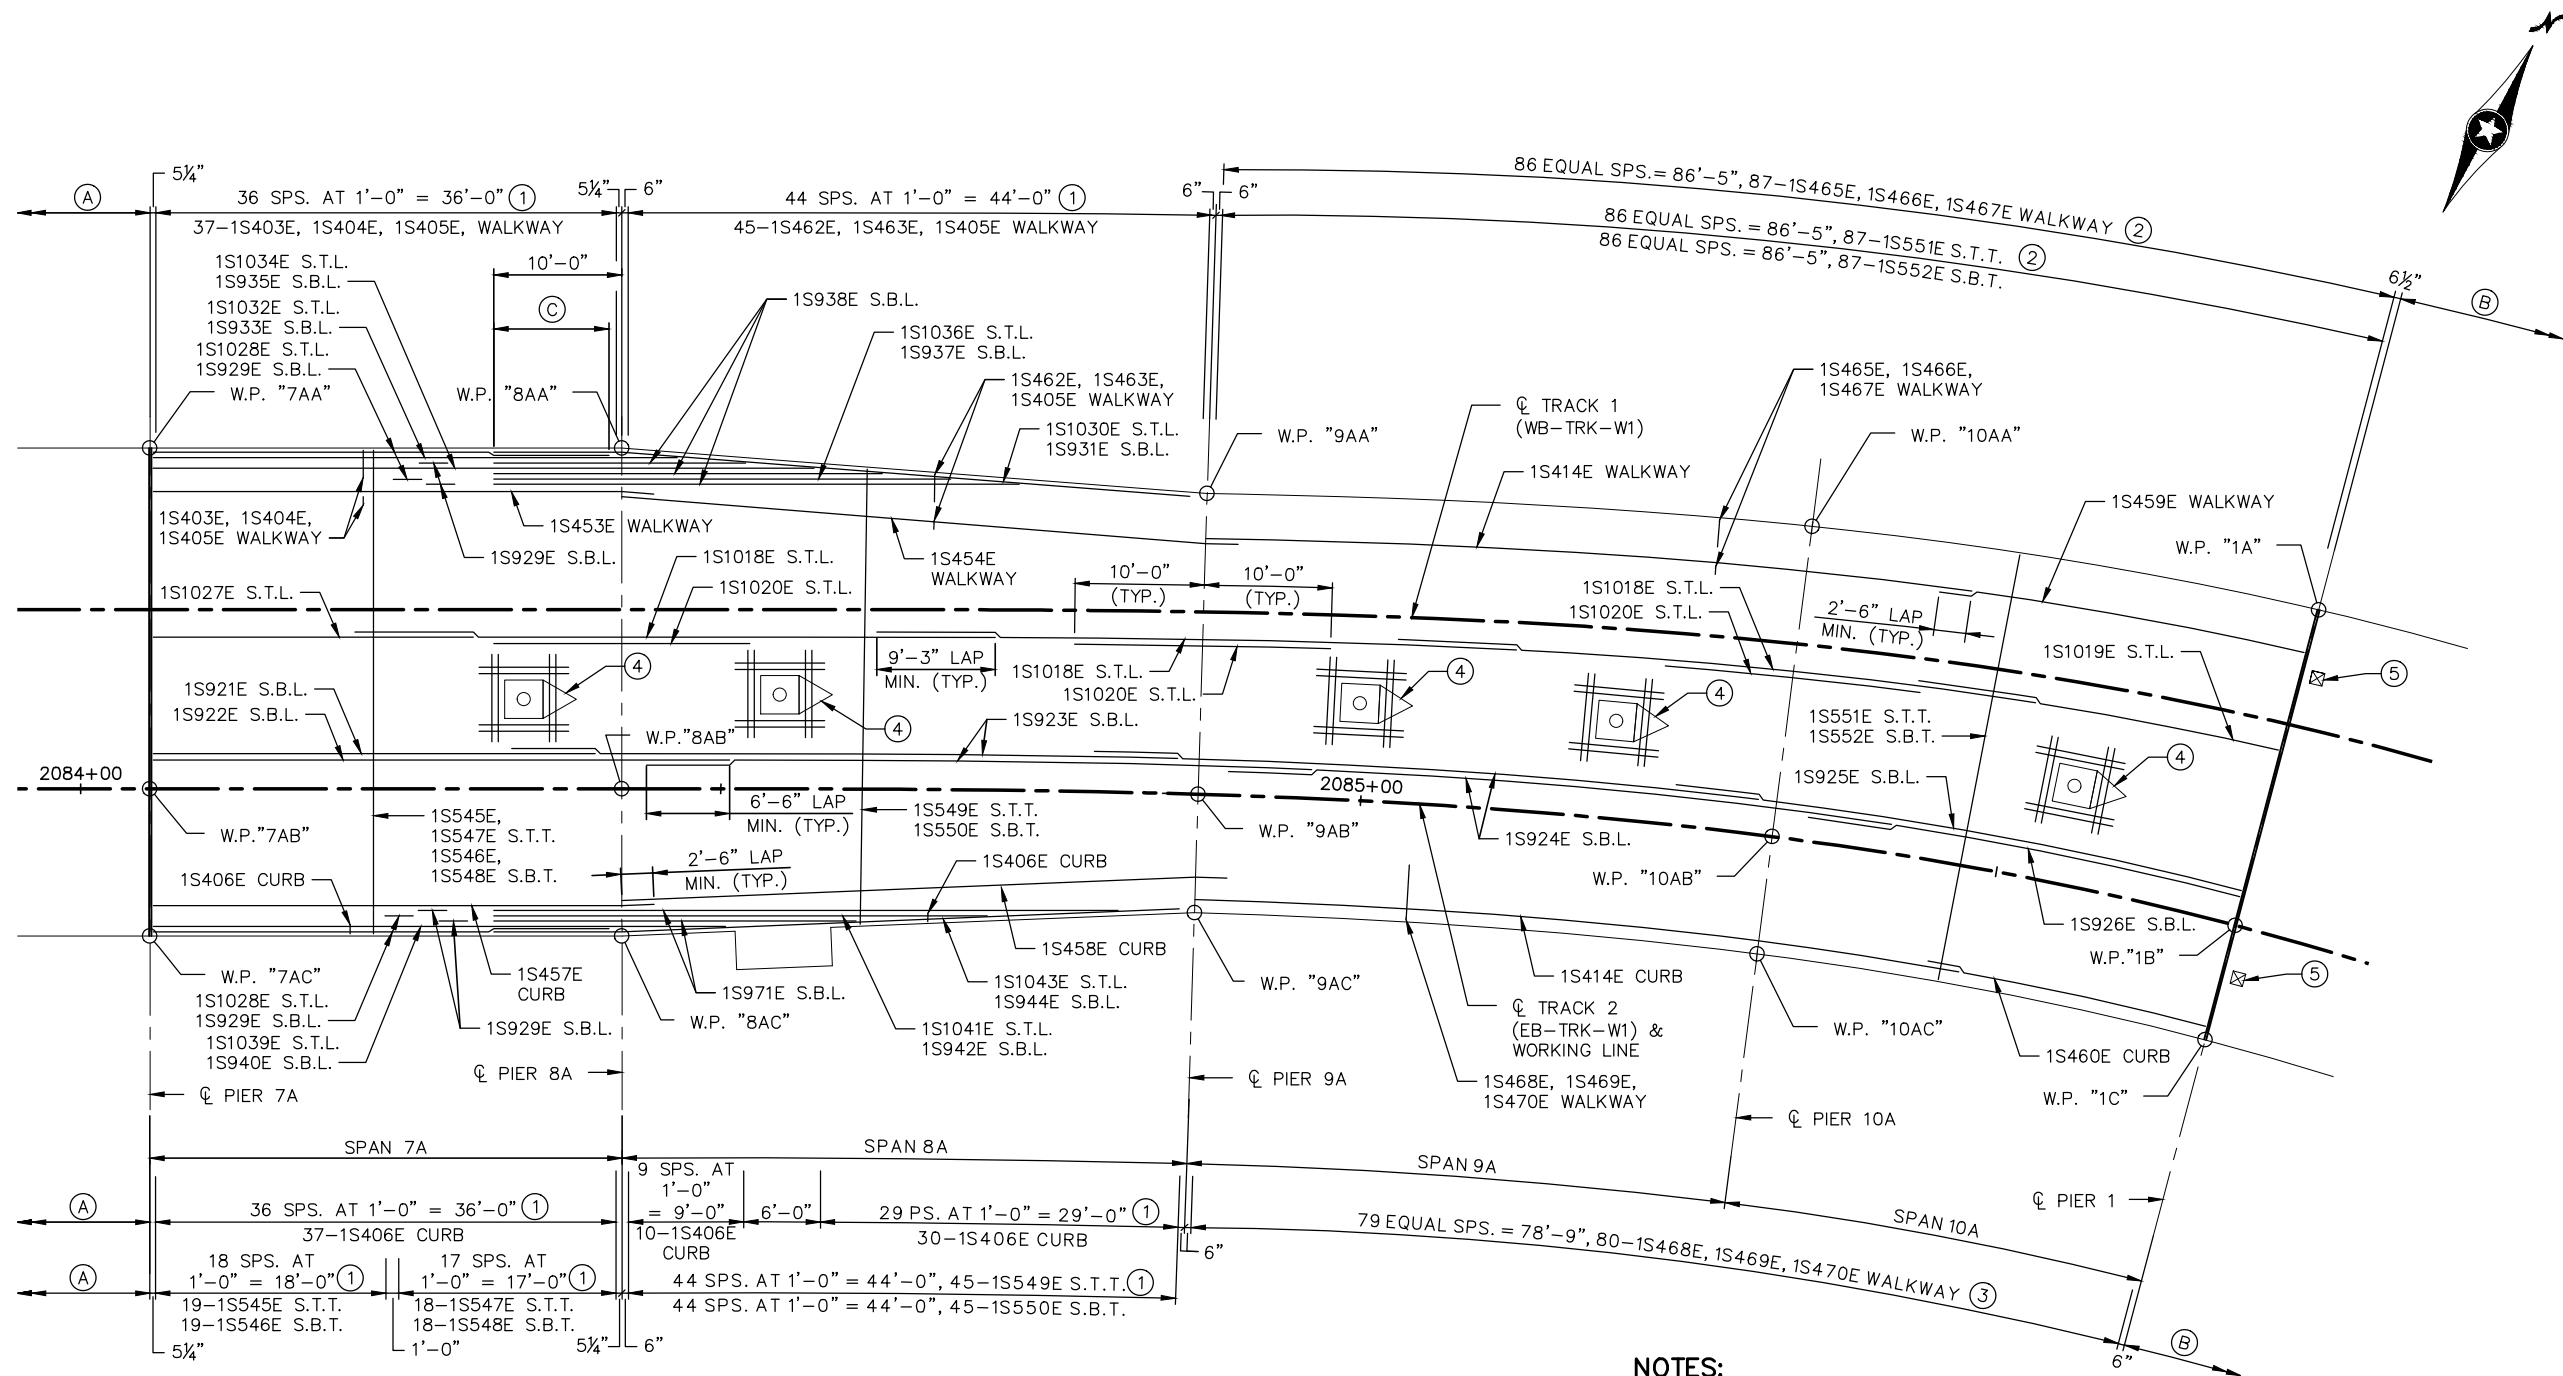 N
86 EQUAL SPS.= 86'-5", 87-1S465E, 1S466E, 1S467E WALKWAY 2
86 EQUAL SPS. = 86'-5", 87-1S551E S.T.T. 2
86 EQUAL SPS. = 86'-5", 87-1S552E S.B.T.
6½"
B
5¼"
A
36 SPS. AT 1'-0" = 36'-0" 1
37-1S403E, 1S404E, 1S405E, WALKWAY
5¼"
6"
44 SPS. AT 1'-0" = 44'-0" 1
45-1S462E, 1S463E, 1S405E WALKWAY
6"
6"
1S1034E S.T.L.
1S935E S.B.L.
1S1032E S.T.L.
1S933E S.B.L.
1S1028E S.T.L.
1S929E S.B.L.
W.P. "7AA"
10'-0"
C
W.P. "8AA"
1S938E S.B.L.
1S1036E S.T.L.
1S937E S.B.L.
1S462E, 1S463E,
1S405E WALKWAY
1S1030E S.T.L.
1S931E S.B.L.
W.P. "9AA"
℄ TRACK 1
(WB-TRK-W1)
1S414E WALKWAY
1S465E, 1S466E,
1S467E WALKWAY
W.P. "10AA"
1S459E WALKWAY
W.P. "1A"
1S403E, 1S404E,
1S405E WALKWAY
1S453E WALKWAY
1S929E S.B.L.
1S454E
WALKWAY
1S1018E S.T.L.
1S1020E S.T.L.
1S1027E S.T.L.
10'-0"
(TYP.)
10'-0"
(TYP.)
1S1018E S.T.L.
1S1020E S.T.L.
2'-6" LAP
MIN. (TYP.)
9'-3" LAP
MIN. (TYP.)
1S1018E S.T.L.
1S1020E S.T.L.
1S1019E S.T.L.
4
4
4
4
4
5
1S921E S.B.L.
1S922E S.B.L.
W.P."8AB"
1S923E S.B.L.
1S551E S.T.T.
1S552E S.B.T.
1S925E S.B.L.
2084+00
2085+00
W.P."7AB"
1S545E,
1S547E S.T.T.
1S546E,
1S548E S.B.T.
6'-6" LAP
MIN. (TYP.)
1S549E S.T.T.
1S550E S.B.T.
W.P. "9AB"
1S924E S.B.L.
W.P. "10AB"
1S926E S.B.L.
W.P."1B"
5
1S406E CURB
2'-6" LAP
MIN. (TYP.)
1S406E CURB
1S458E CURB
W.P. "7AC"
1S1028E S.T.L.
1S929E S.B.L.
1S1039E S.T.L.
1S940E S.B.L.
1S457E
CURB
1S929E S.B.L.
1S971E S.B.L.
W.P. "8AC"
1S1043E S.T.L.
1S944E S.B.L.
1S1041E S.T.L.
1S942E S.B.L.
W.P. "9AC"
1S414E CURB
℄ TRACK 2
(EB-TRK-W1) &
WORKING LINE
W.P. "10AC"
1S460E CURB
W.P. "1C"
1S468E, 1S469E,
1S470E WALKWAY
℄ PIER 7A
℄ PIER 8A
℄ PIER 9A
℄ PIER 10A
℄ PIER 1
SPAN 7A
SPAN 8A
SPAN 9A
SPAN 10A
A
36 SPS. AT 1'-0" = 36'-0" 1
37-1S406E CURB
9 SPS. AT
1'-0"
= 9'-0"
10-1S406E
CURB
6'-0"
29 PS. AT 1'-0" = 29'-0" 1
30-1S406E CURB
6"
79 EQUAL SPS. = 78'-9", 80-1S468E, 1S469E, 1S470E WALKWAY 3
A
18 SPS. AT
1'-0" = 18'-0" 1
19-1S545E S.T.T.
19-1S546E S.B.T.
17 SPS. AT
1'-0" = 17'-0" 1
18-1S547E S.T.T.
18-1S548E S.B.T.
44 SPS. AT 1'-0" = 44'-0", 45-1S549E S.T.T. 1
44 SPS. AT 1'-0" = 44'-0", 45-1S550E S.B.T.
5¼"
1'-0"
5¼"
6"
6"
B
NOTES: